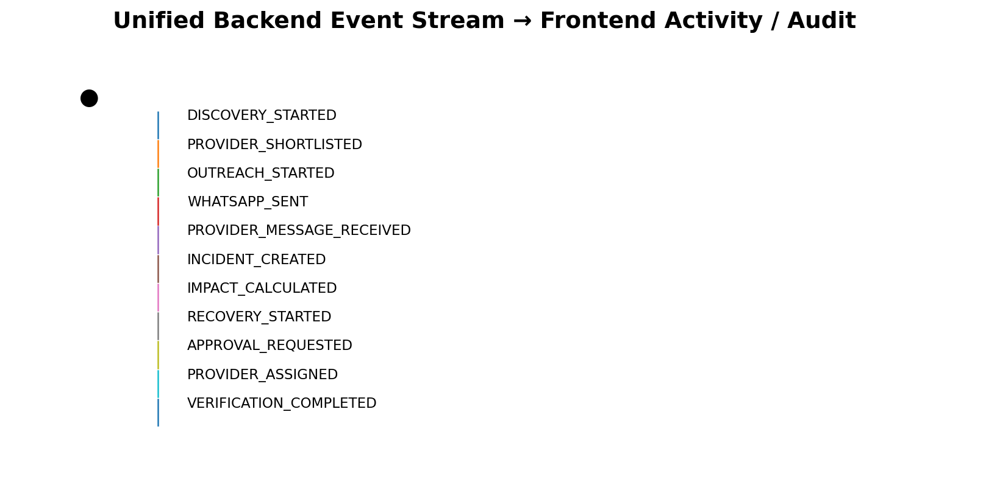 Unified Backend Event Stream → Frontend Activity / Audit
DISCOVERY_STARTED
PROVIDER_SHORTLISTED
OUTREACH_STARTED
WHATSAPP_SENT
PROVIDER_MESSAGE_RECEIVED
INCIDENT_CREATED
IMPACT_CALCULATED
RECOVERY_STARTED
APPROVAL_REQUESTED
PROVIDER_ASSIGNED
VERIFICATION_COMPLETED